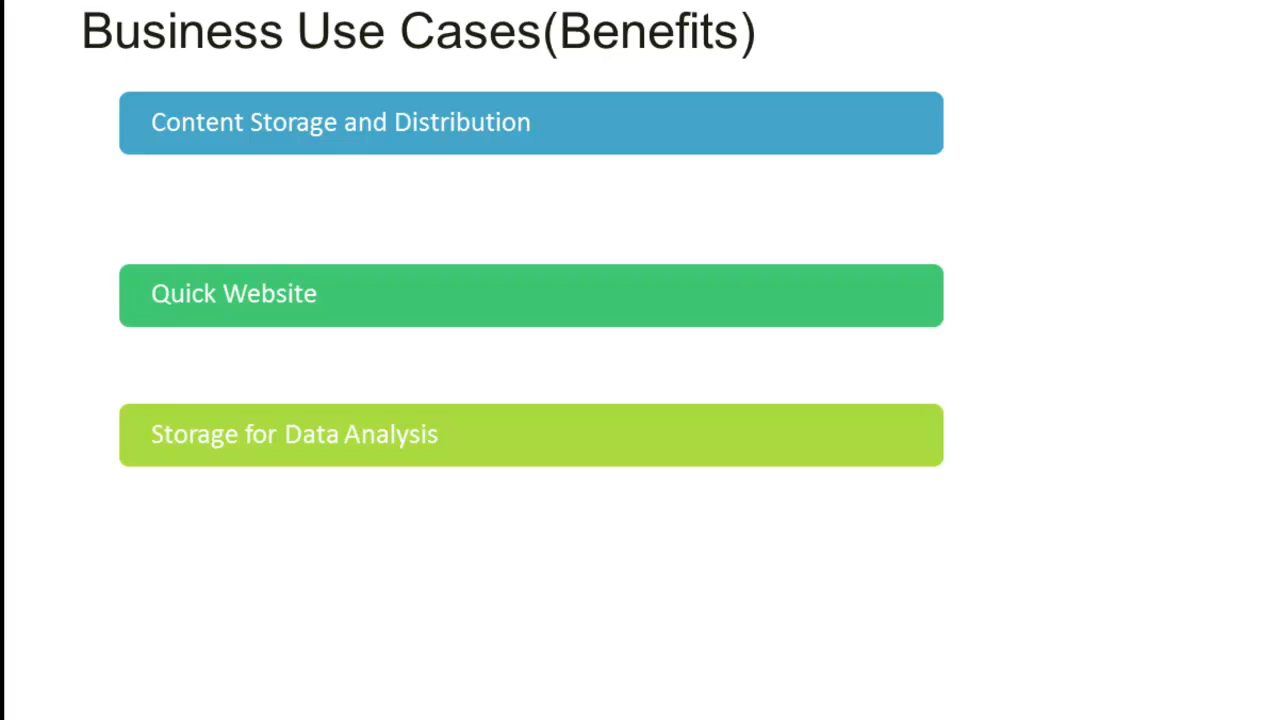 Business Use Cases(Benefits)
Content Storage and Distribution
Quick Website
Storage for Data Analysis